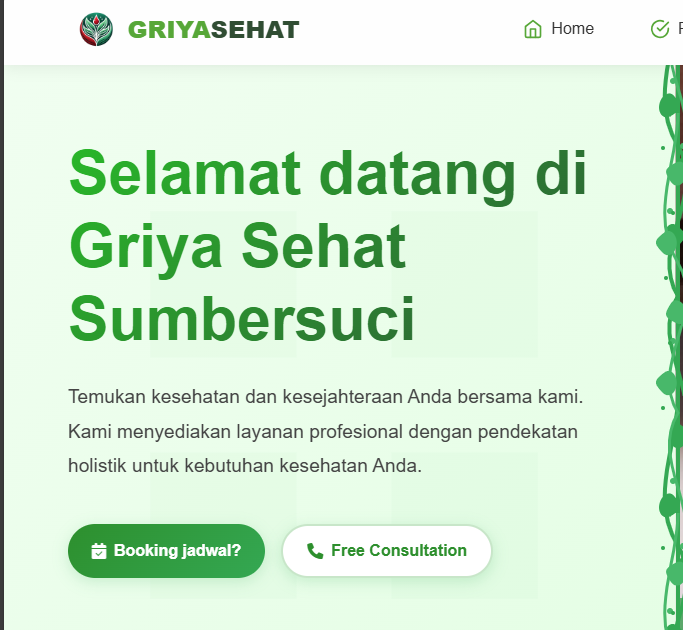 GRIYASEHAT
Home
Selamat datang di
Griya Sehat
Sumbersuci
Temukan kesehatan dan kesejahteraan Anda bersama kami.
Kami menyediakan layanan profesional dengan pendekatan
holistik untuk kebutuhan kesehatan Anda.
Booking jadwal?
Free Consultation